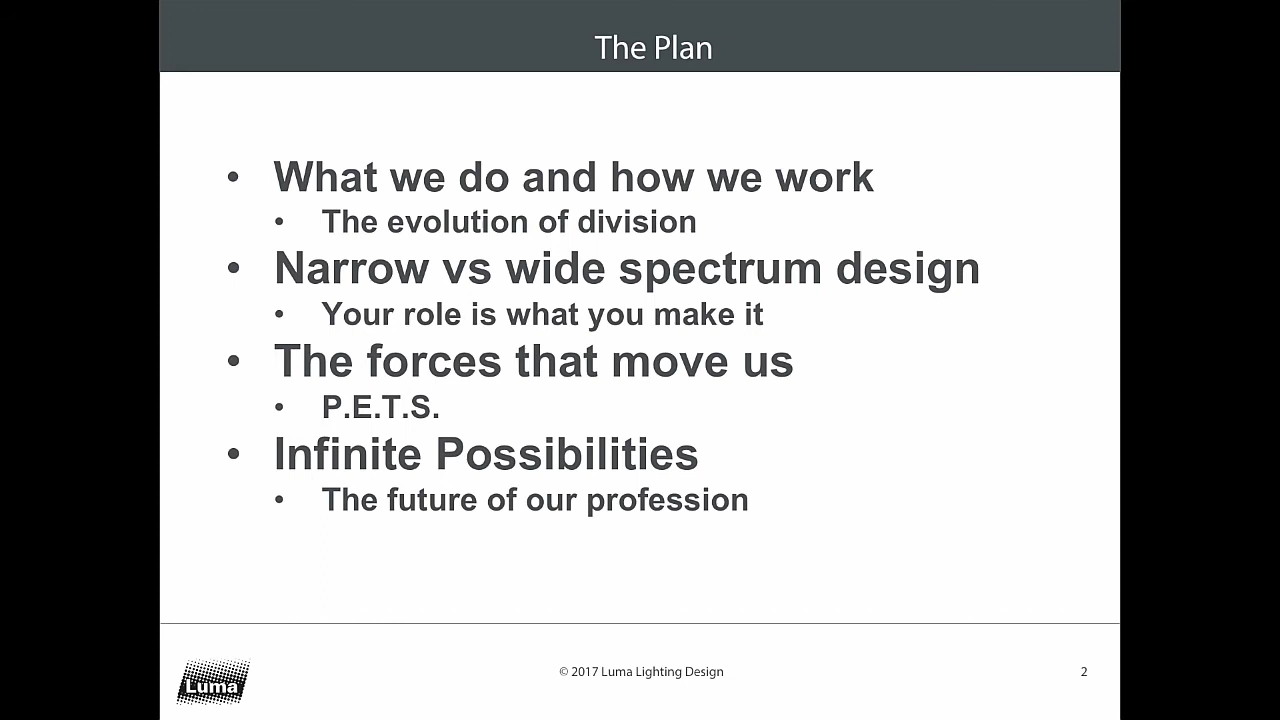 The Plan
• What we do and how we work
• The evolution of division
• Narrow vs wide spectrum design
• Your role is what you make it
• The forces that move us
• P.E.T.S.
• Infinite Possibilities
• The future of our profession
Luma
© 2017 Luma Lighting Design
2